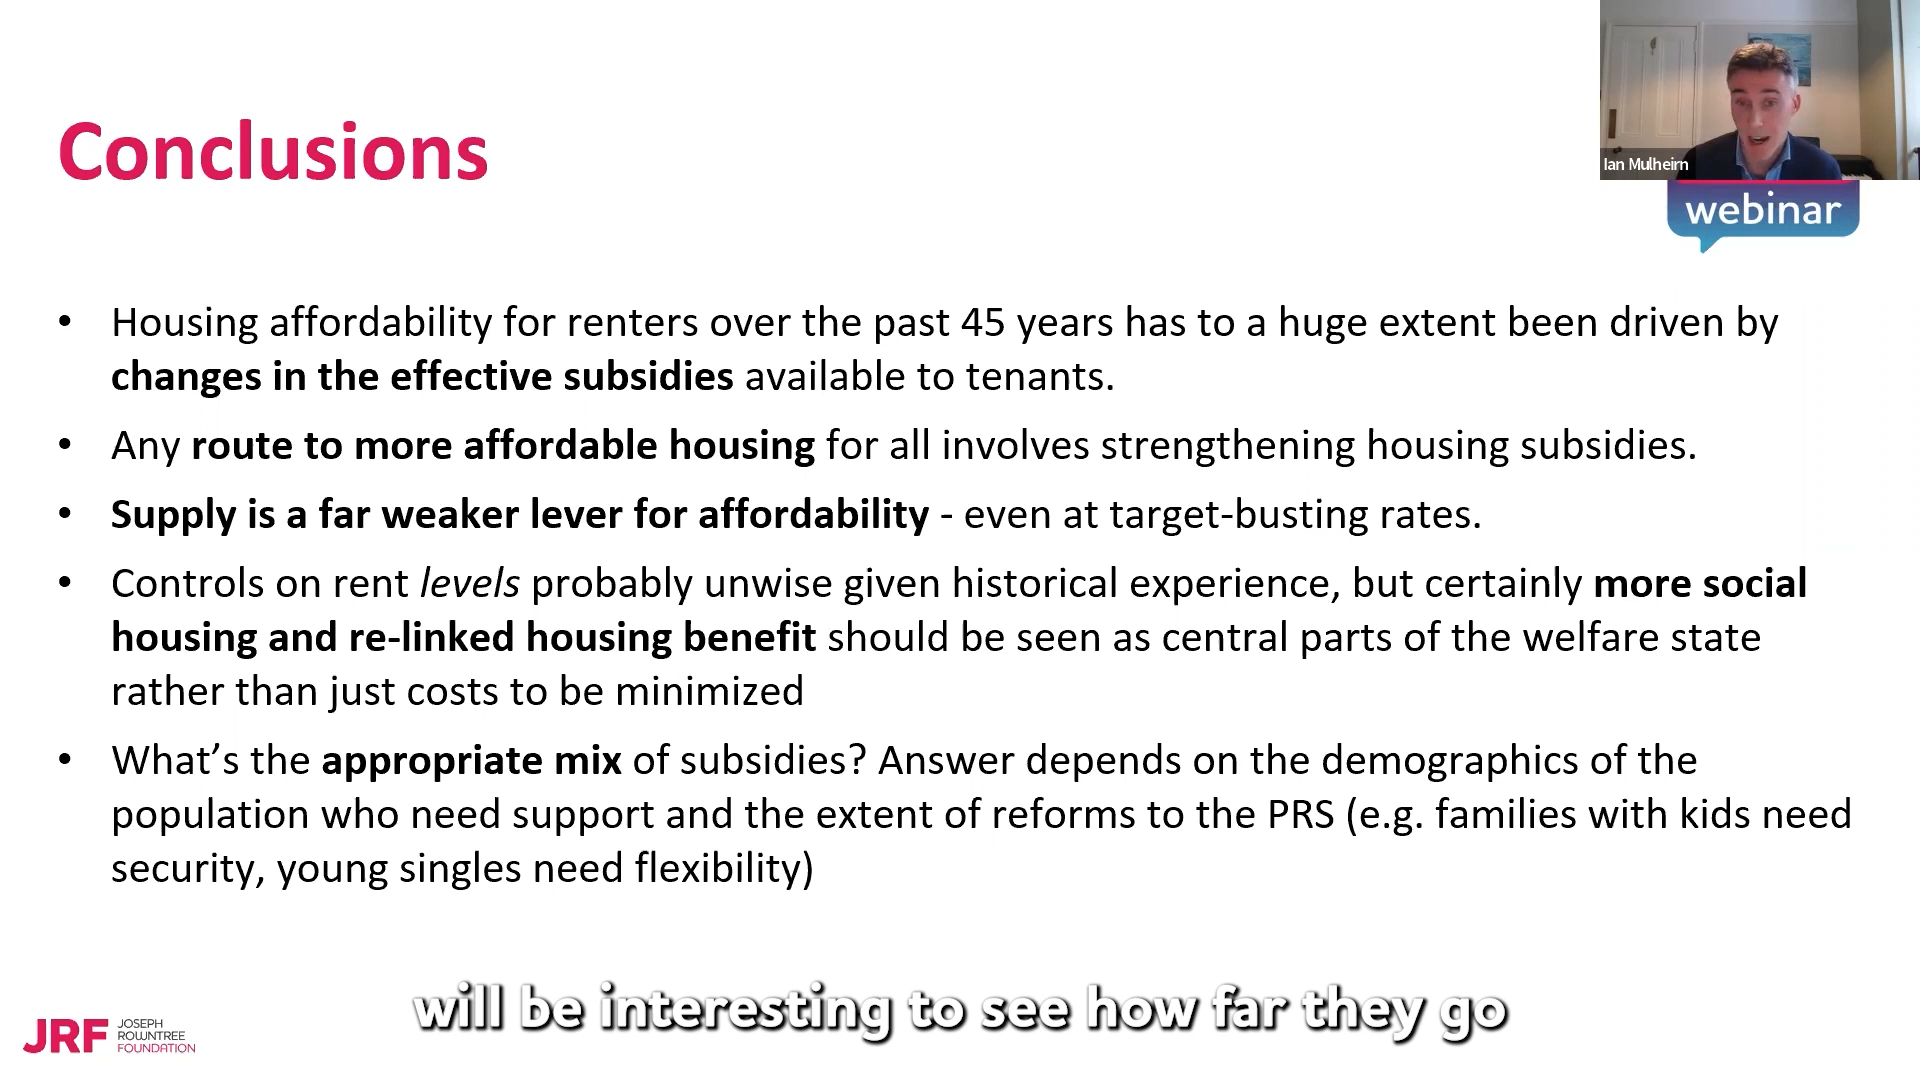 Conclusions
Ian Mulheirn
webinar
• Housing affordability for renters over the past 45 years has to a huge extent been driven by
changes in the effective subsidies available to tenants.
• Any route to more affordable housing for all involves strengthening housing subsidies.
• Supply is a far weaker lever for affordability - even at target-busting rates.
• Controls on rent levels probably unwise given historical experience, but certainly more social
housing and re-linked housing benefit should be seen as central parts of the welfare state
rather than just costs to be minimized
• What’s the appropriate mix of subsidies? Answer depends on the demographics of the
population who need support and the extent of reforms to the PRS (e.g. families with kids need
security, young singles need flexibility)
will be interesting to see how far they go
JRF
JOSEPH
ROWNTREE
FOUNDATION